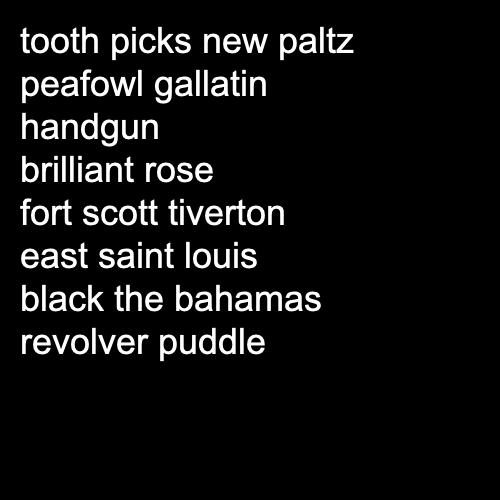 tooth picks new paltz
peafowl gallatin
handgun
brilliant rose
fort scott tiverton
east saint louis
black the bahamas
revolver puddle